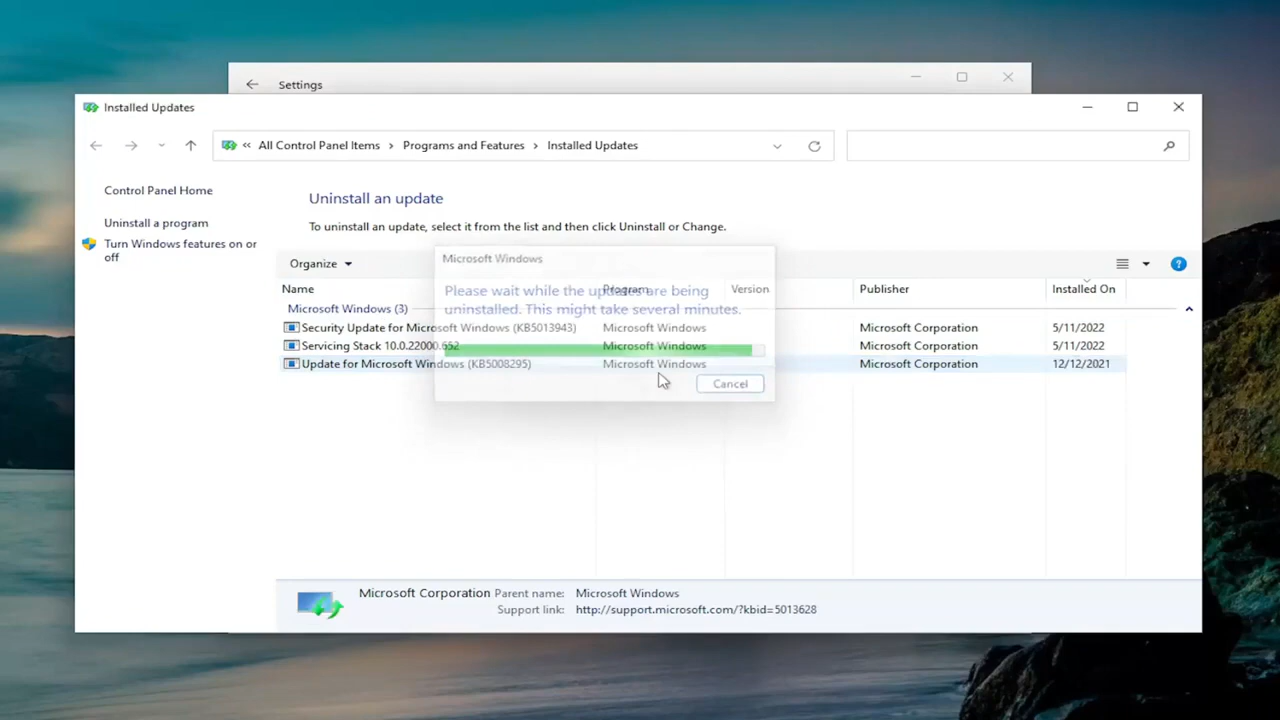 Settings
Installed Updates
« All Control Panel Items › Programs and Features › Installed Updates
Control Panel Home
Uninstall an update
Uninstall a program
To uninstall an update, select it from the list and then click Uninstall or Change.
Turn Windows features on or
off
Organize
Microsoft Windows
Name Program Version Publisher Installed On
Please wait while the updates are being
uninstalled. This might take several minutes.
Microsoft Windows (3)
Security Update for Microsoft Windows (KB5013943) Microsoft Windows Microsoft Corporation 5/11/2022
Servicing Stack 10.0.22000.652 Microsoft Windows Microsoft Corporation 5/11/2022
Update for Microsoft Windows (KB5008295) Microsoft Windows Microsoft Corporation 12/12/2021
Cancel
Microsoft Corporation Parent name: Microsoft Windows
Support link: http://support.microsoft.com/?kbid=5013628